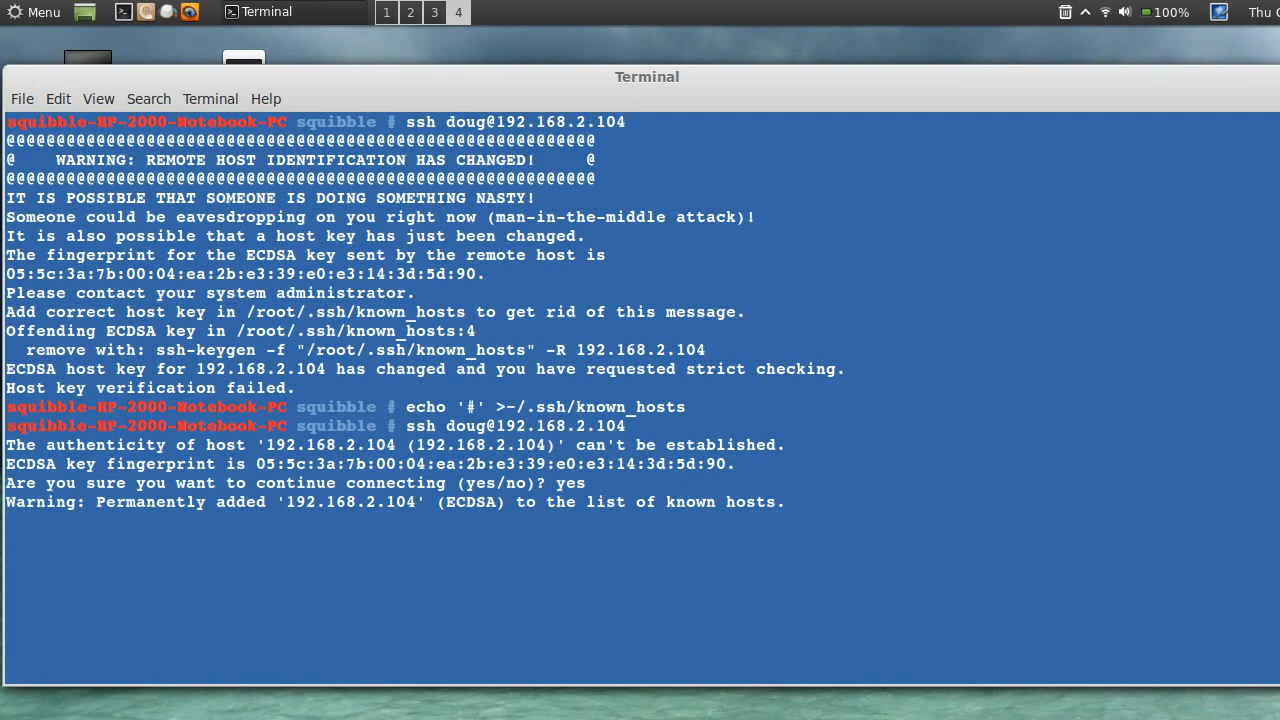 Menu
Terminal
1 2 3 4
100%
Thu
Terminal
File Edit View Search Terminal Help
squibble-HP-2000-Notebook-PC squibble # ssh doug@192.168.2.104
@@@@@@@@@@@@@@@@@@@@@@@@@@@@@@@@@@@@@@@@@@@@@@@@@@@@@@@@@@@
@    WARNING: REMOTE HOST IDENTIFICATION HAS CHANGED!     @
@@@@@@@@@@@@@@@@@@@@@@@@@@@@@@@@@@@@@@@@@@@@@@@@@@@@@@@@@@@
IT IS POSSIBLE THAT SOMEONE IS DOING SOMETHING NASTY!
Someone could be eavesdropping on you right now (man-in-the-middle attack)!
It is also possible that a host key has just been changed.
The fingerprint for the ECDSA key sent by the remote host is
05:5c:3a:7b:00:04:ea:2b:e3:39:e0:e3:14:3d:5d:90.
Please contact your system administrator.
Add correct host key in /root/.ssh/known_hosts to get rid of this message.
Offending ECDSA key in /root/.ssh/known_hosts:4
  remove with: ssh-keygen -f "/root/.ssh/known_hosts" -R 192.168.2.104
ECDSA host key for 192.168.2.104 has changed and you have requested strict checking.
Host key verification failed.
squibble-HP-2000-Notebook-PC squibble # echo '#' >~/.ssh/known_hosts
squibble-HP-2000-Notebook-PC squibble # ssh doug@192.168.2.104
The authenticity of host '192.168.2.104 (192.168.2.104)' can't be established.
ECDSA key fingerprint is 05:5c:3a:7b:00:04:ea:2b:e3:39:e0:e3:14:3d:5d:90.
Are you sure you want to continue connecting (yes/no)? yes
Warning: Permanently added '192.168.2.104' (ECDSA) to the list of known hosts.